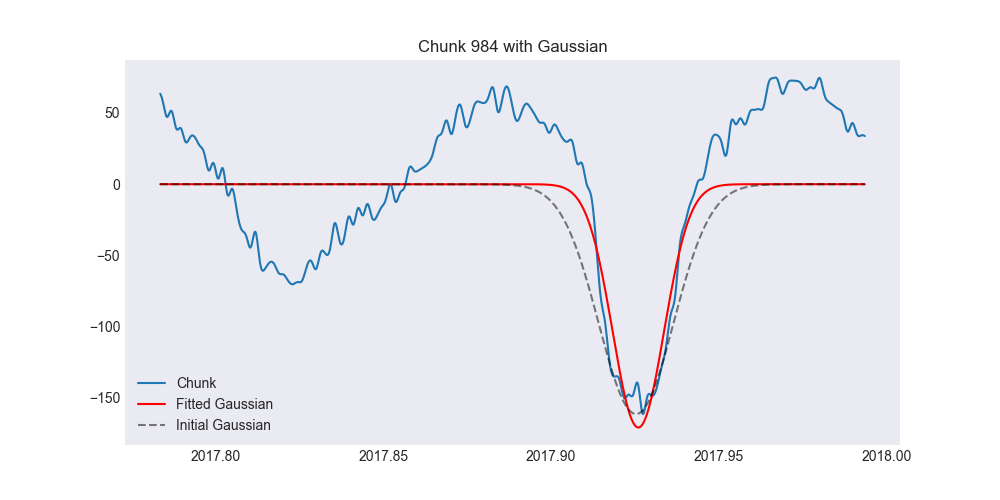 Chunk 984 with Gaussian
50
0
−50
−100
−150
Chunk
Fitted Gaussian
Initial Gaussian
2017.80 2017.85 2017.90 2017.95 2018.00